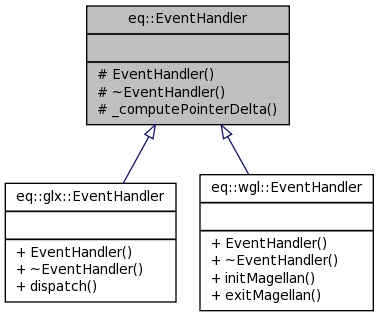 eq::EventHandler
# EventHandler()
# ~EventHandler()
# _computePointerDelta()
eq::glx::EventHandler
+ EventHandler()
+ ~EventHandler()
+ dispatch()
eq::wgl::EventHandler
+ EventHandler()
+ ~EventHandler()
+ initMagellan()
+ exitMagellan()